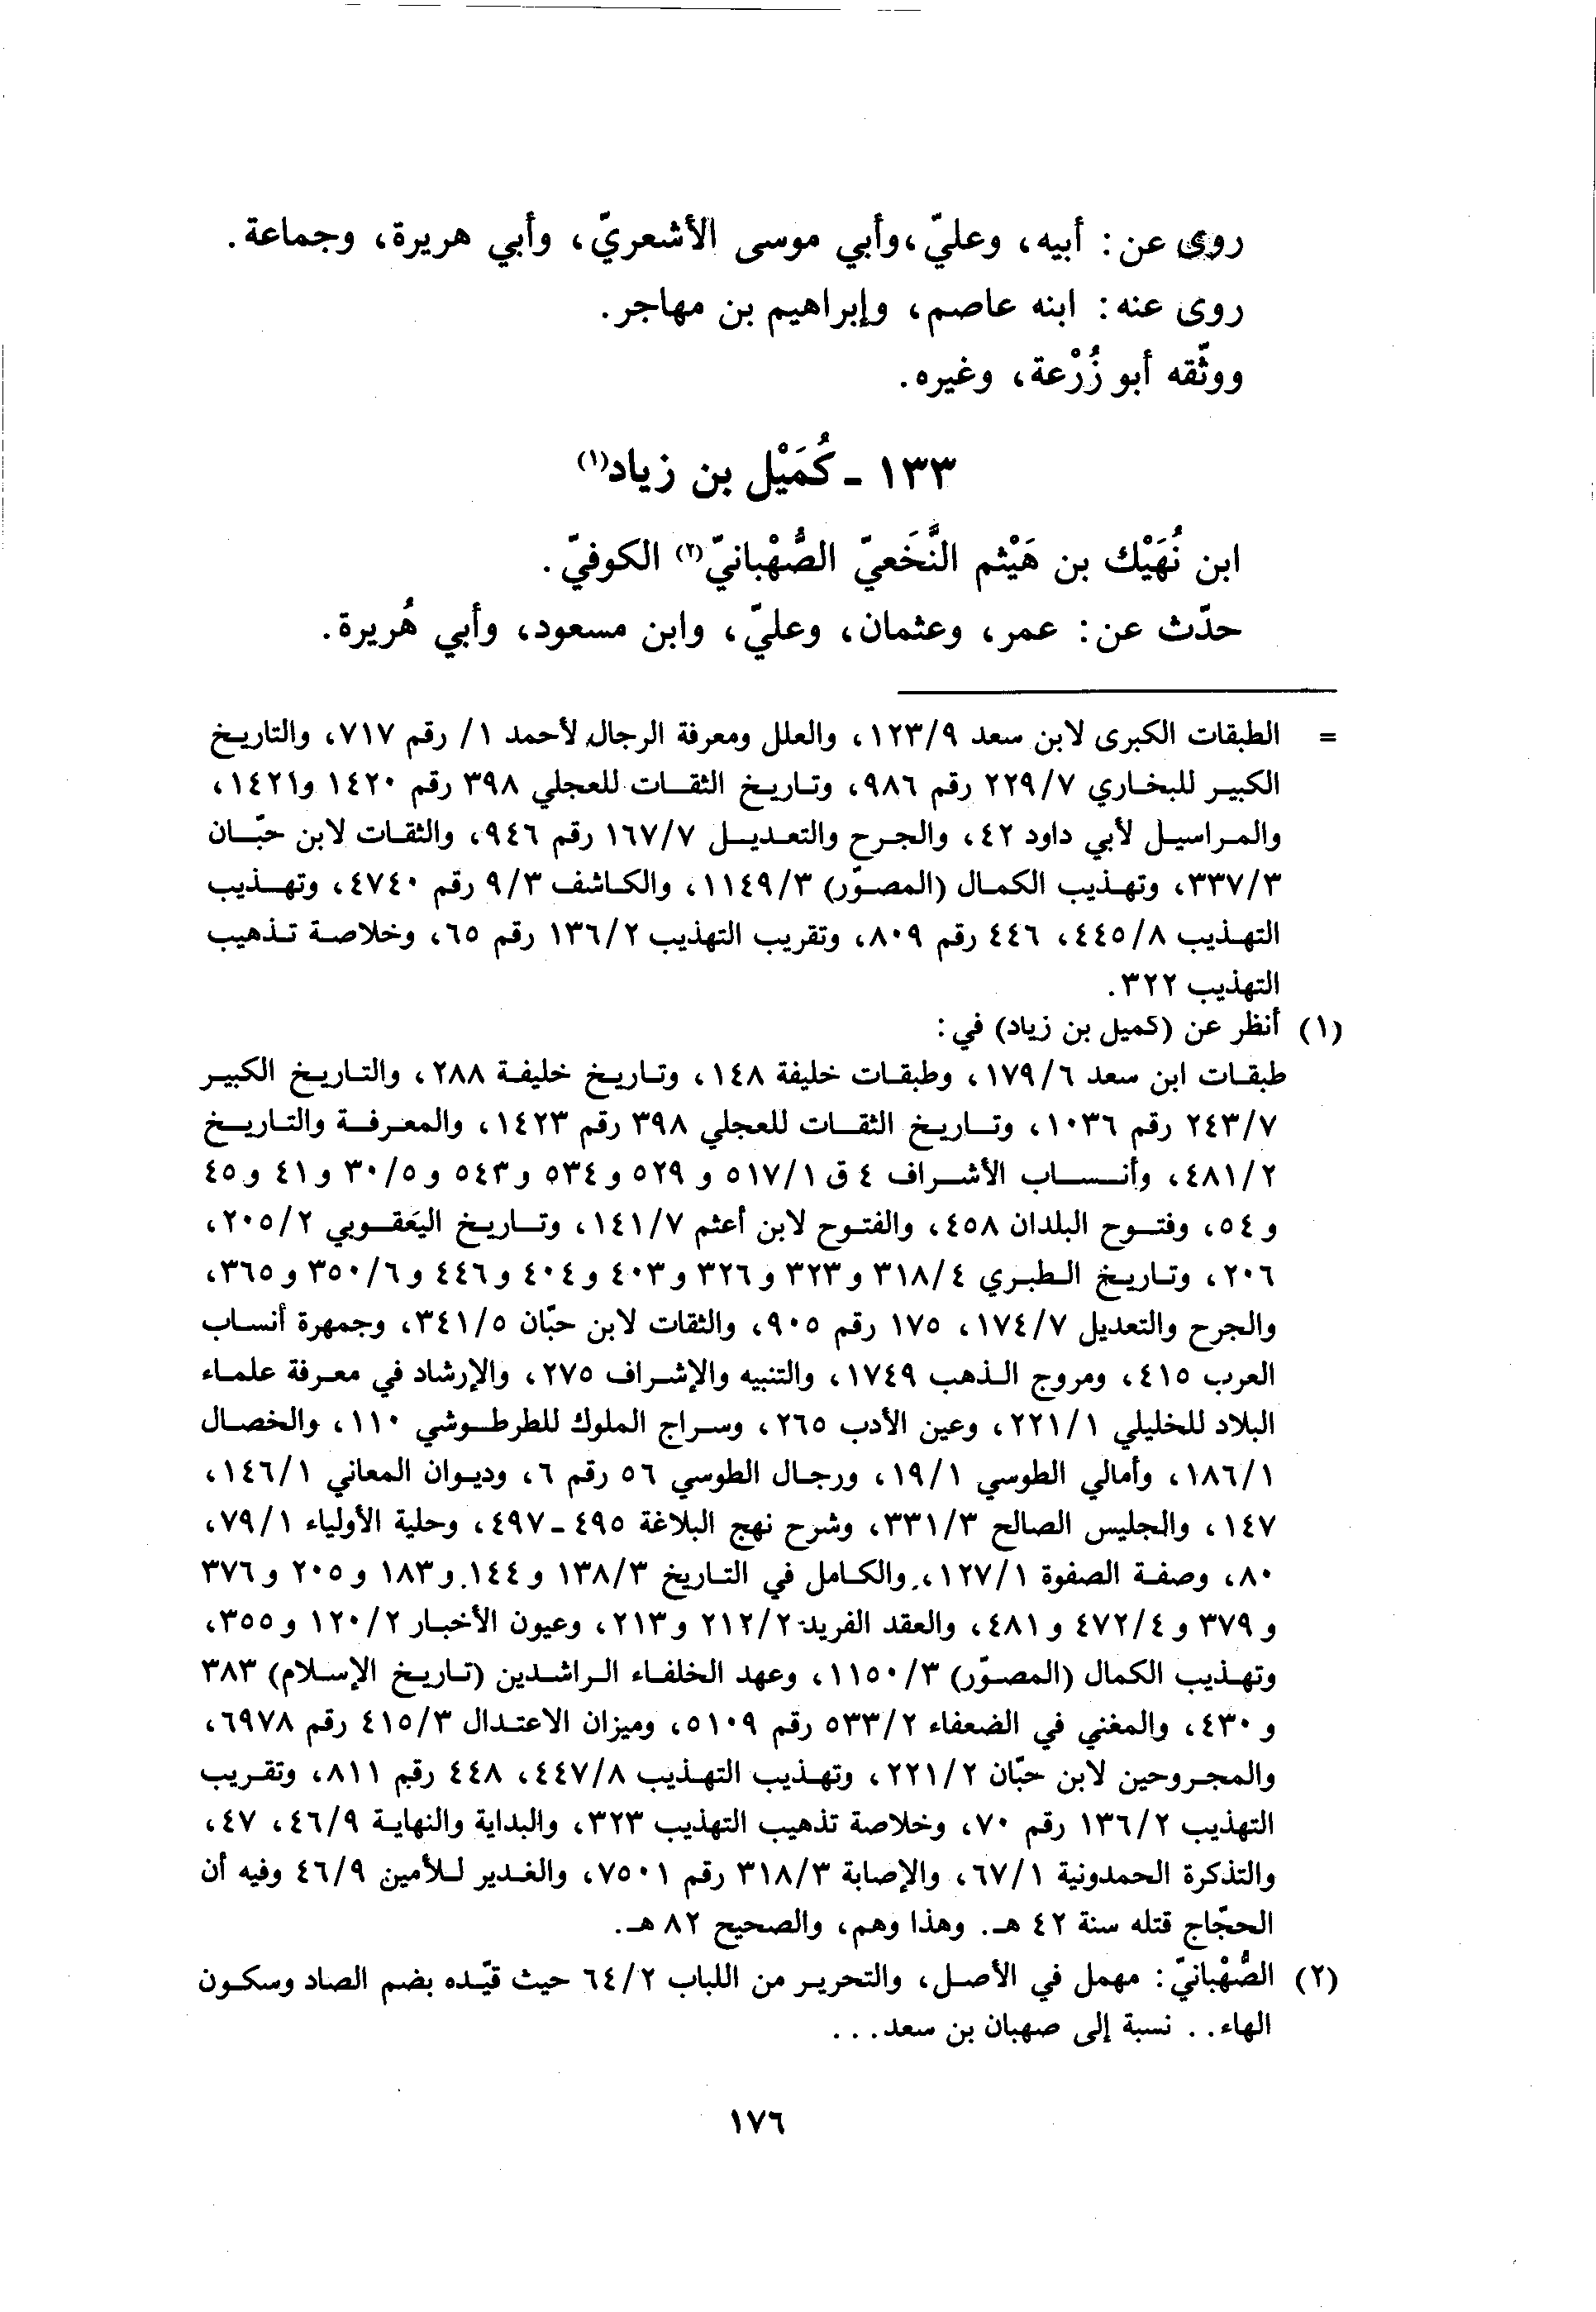 روى عن: أبيه، وعليّ، وأبي موسى الأشعريّ، وأبي هريرة، وجماعة.
روى عنه: ابنه عاصم، وإبراهيم بن مهاجر.
ووثّقه أبو زُرْعة، وغيره.
١٣٣ ـ كُمَيْل بن زياد(١)
ابن نُهَيْك بن هَيْثم النَّخَعيّ الصُّهْبانيّ(٢) الكوفيّ.
حدّث عن: عمر، وعثمان، وعليّ، وابن مسعود، وأبي هُريرة.
= الطبقات الكبرى لابن سعد ١٢٣/٩، والعلل ومعرفة الرجال لأحمد ١/ رقم ٧١٧، والتاريخ
الكبير للبخاري ٢٢٩/٧ رقم ٩٨٦، وتاريخ الثقات للعجلي ٣٩٨ رقم ١٤٢٠ و١٤٢١،
والمراسيل لأبي داود ٤٢، والجرح والتعديل ١٦٧/٧ رقم ٩٤٦، والثقات لابن حبّان
٣٣٧/٣، وتهذيب الكمال (المصوّر) ١١٤٩/٣، والكاشف ٩/٣ رقم ٤٧٤٠، وتهذيب
التهذيب ٤٤٥/٨، ٤٤٦ رقم ٨٠٩، وتقريب التهذيب ١٣٦/٢ رقم ٦٥، وخلاصة تذهيب
التهذيب ٣٢٢.
(١) أنظر عن (كميل بن زياد) في:
طبقات ابن سعد ١٧٩/٦، وطبقات خليفة ١٤٨، وتاريخ خليفة ٢٨٨، والتاريخ الكبير
٢٤٣/٧ رقم ١٠٣٦، وتاريخ الثقات للعجلي ٣٩٨ رقم ١٤٢٣، والمعرفة والتاريخ
٤٨١/٢، وأنساب الأشراف ٤ ق ٥١٧/١ و ٥٢٩ و ٥٣٤ و ٥٤٣ و ٣٠/٥ و ٤١ و ٤٥
و ٥٤، وفتوح البلدان ٤٥٨، والفتوح لابن أعثم ١٤١/٧، وتاريخ اليعقوبي ٢٠٥/٢،
٢٠٦، وتاريخ الطبري ٣١٨/٤ و ٣٢٣ و ٣٢٦ و ٤٠٣ و ٤٠٤ و ٤٤٦ و ٣٥٠/٦ و ٣٦٥،
والجرح والتعديل ١٧٤/٧، ١٧٥ رقم ٩٠٥، والثقات لابن حبّان ٣٤١/٥، وجمهرة أنساب
العرب ٤١٥، ومروج الذهب ١٧٤٩، والتنبيه والإشراف ٢٧٥، والإرشاد في معرفة علماء
البلاد للخليلي ٢٢١/١، وعين الأدب ٢٦٥، وسراج الملوك للطرطوشي ١١٠، والخصال
١٨٦/١، وأمالي الطوسي ١٩/١، ورجال الطوسي ٥٦ رقم ٦، وديوان المعاني ١٤٦/١،
١٤٧، والجليس الصالح ٣٣١/٣، وشرح نهج البلاغة ٤٩٥ ـ ٤٩٧، وحلية الأولياء ٧٩/١،
٨٠، وصفة الصفوة ١٢٧/١، والكامل في التاريخ ١٣٨/٣ و ١٤٤ و ١٨٣ و ٢٠٥ و ٣٧٦
و ٣٧٩ و ٤٧٢/٤ و ٤٨١، والعقد الفريد ٢١٢/٢ و ٢١٣، وعيون الأخبار ١٢٠/٢ و ٣٥٥،
وتهذيب الكمال (المصوّر) ١١٥٠/٣، وعهد الخلفاء الراشدين (تاريخ الإسلام) ٣٨٣
و ٤٣٠، والمغني في الضعفاء ٥٣٣/٢ رقم ٥١٠٩، وميزان الاعتدال ٤١٥/٣ رقم ٦٩٧٨،
والمجروحين لابن حبّان ٢٢١/٢، وتهذيب التهذيب ٤٤٧/٨، ٤٤٨ رقم ٨١١، وتقريب
التهذيب ١٣٦/٢ رقم ٧٠، وخلاصة تذهيب التهذيب ٣٢٣، والبداية والنهاية ٤٦/٩، ٤٧،
والتذكرة الحمدونية ٦٧/١، والإصابة ٣١٨/٣ رقم ٧٥٠١، والغدير للأمين ٤٦/٩ وفيه أن
الحجّاج قتله سنة ٤٢ هـ. وهذا وهم، والصحيح ٨٢ هـ.
(٢) الصُّهْبانيّ: مهمل في الأصل، والتحرير من اللباب ٦٤/٢ حيث قيّده بضم الصاد وسكون
الهاء.. نسبة إلى صهبان بن سعد...
١٧٦